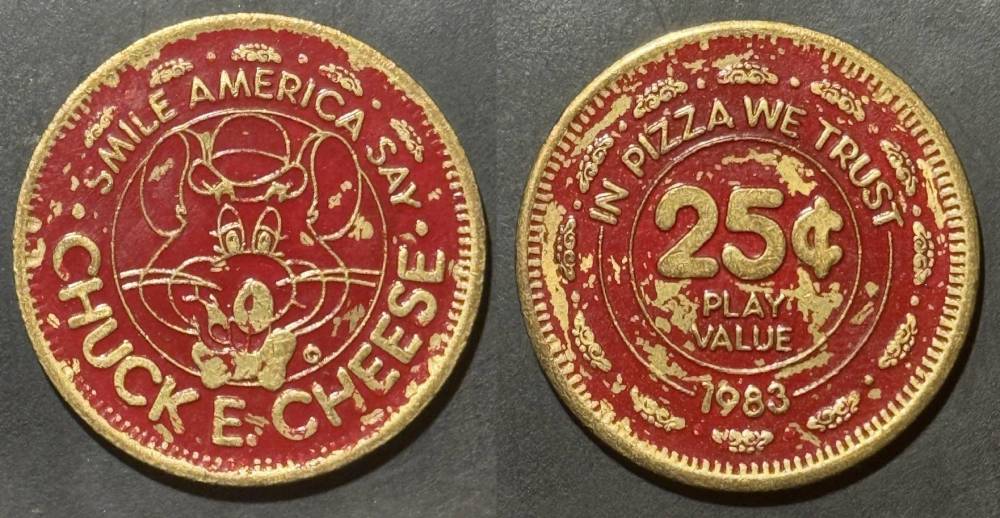 · SMILE AMERICA SAY ·
CHUCK E. CHEESE
IN PIZZA WE TRUST
25¢
PLAY
VALUE
1983